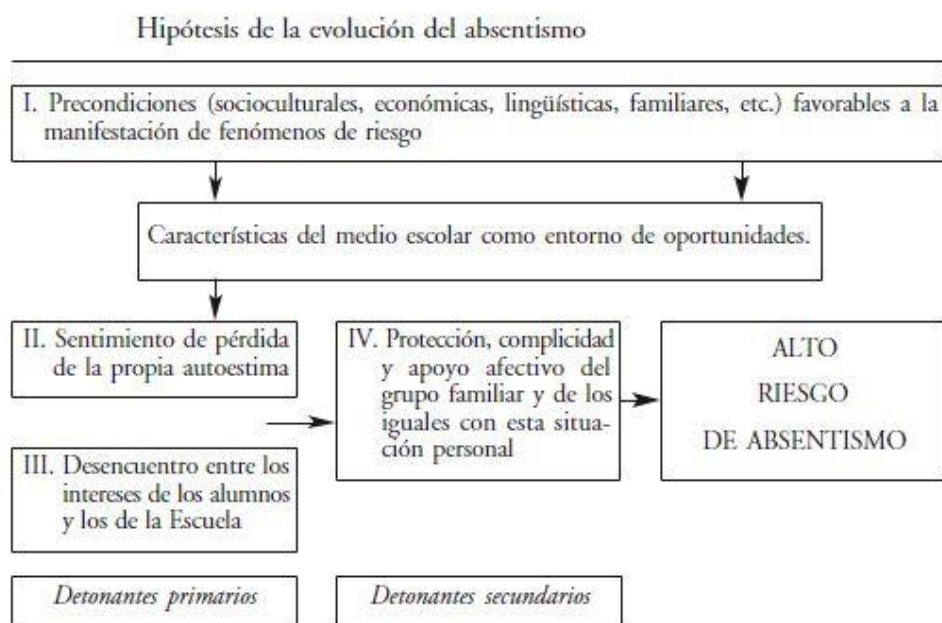 Hipótesis de la evolución del absentismo
I. Precondiciones (socioculturales, económicas, lingüísticas, familiares, etc.) favorables a la
manifestación de fenómenos de riesgo
Características del medio escolar como entorno de oportunidades.
II. Sentimiento de pérdida
de la propia autoestima
III. Desencuentro entre los
intereses de los alumnos
y los de la Escuela
IV. Protección, complicidad
y apoyo afectivo del
grupo familiar y de los
iguales con esta situa-
ción personal
ALTO
RIESGO
DE ABSENTISMO
Detonantes primarios
Detonantes secundarios